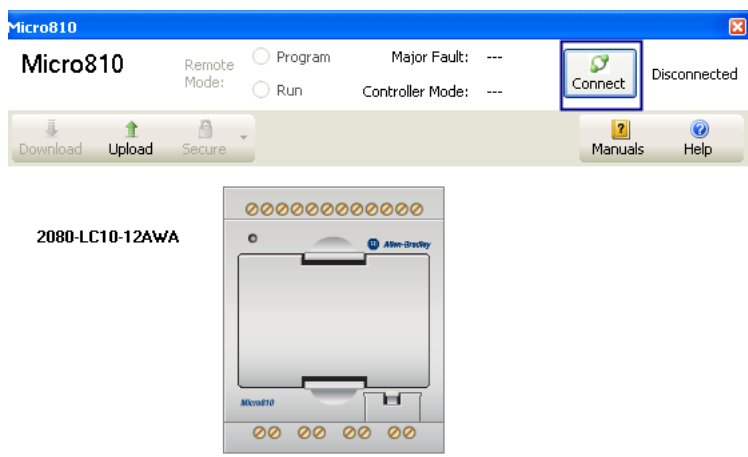 Micro810
Micro810
Remote Mode:
Program
Run
Major Fault: ---
Controller Mode: ---
Connect
Disconnected
Download
Upload
Secure
Manuals
Help
2080-LC10-12AWA
Allen-Bradley
Micro810